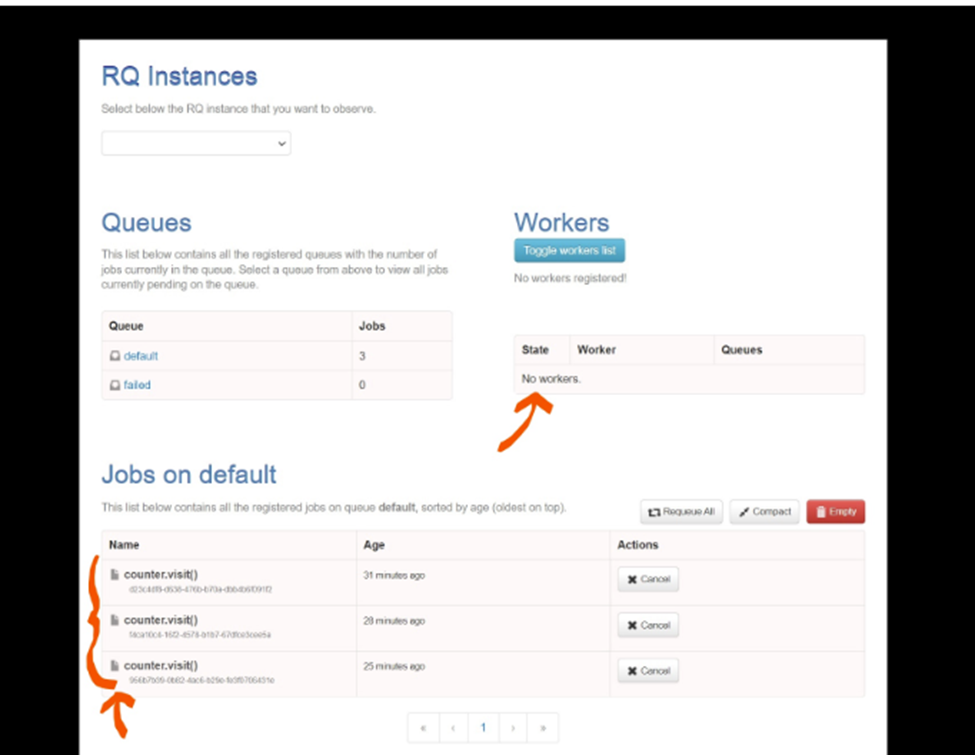 RQ Instances
Select below the RQ instance that you want to observe.
Queues
This list below contains all the registered queues with the number of
jobs currently in the queue. Select a queue from above to view all jobs
currently pending on the queue.
Queue Jobs
default 3
failed 0
Workers
Toggle workers list
No workers registered!
State Worker Queues
No workers.
Jobs on default
This list below contains all the registered jobs on queue default, sorted by age (oldest on top).
Requeue All Compact Empty
Name Age Actions
counter.visit() 31 minutes ago Cancel
counter.visit() 28 minutes ago Cancel
counter.visit() 25 minutes ago Cancel
« ‹ 1 › »